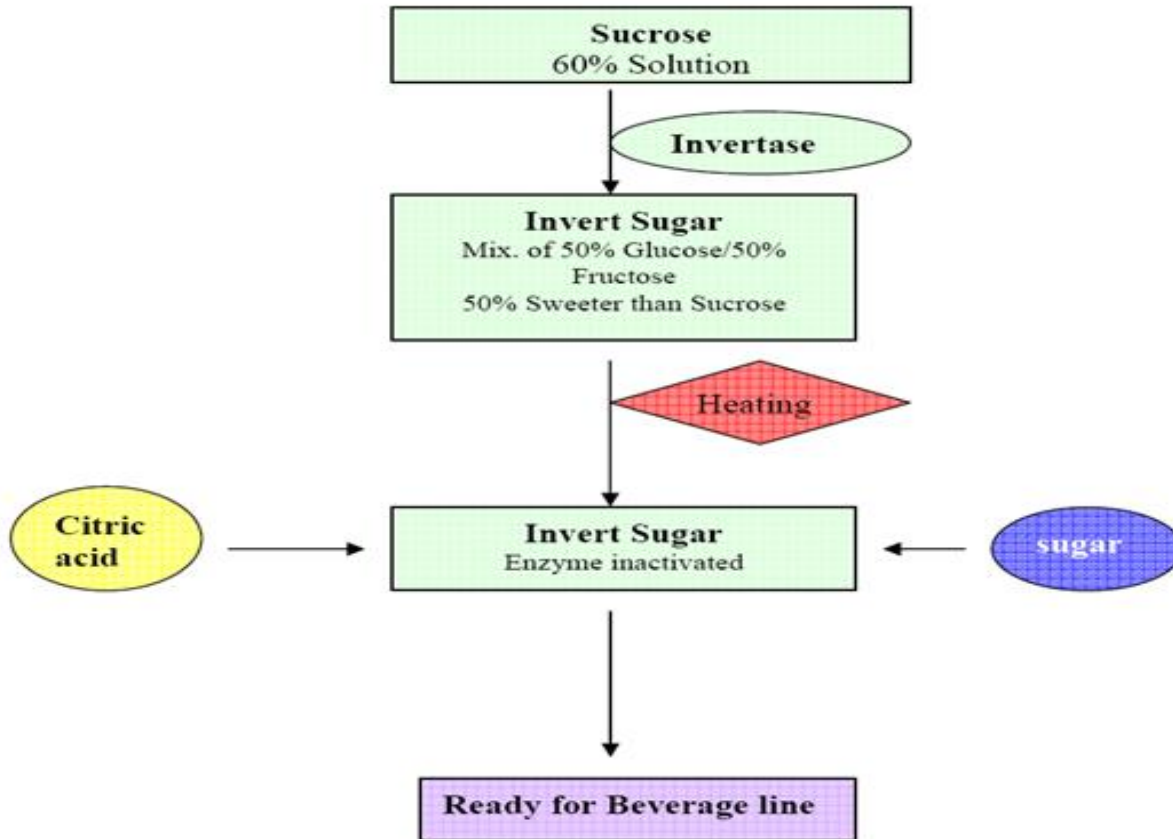 Sucrose
60% Solution
Invertase
Invert Sugar
Mix. of 50% Glucose/50%
Fructose
50% Sweeter than Sucrose
Heating
Citric
acid
Invert Sugar
Enzyme inactivated
sugar
Ready for Beverage line